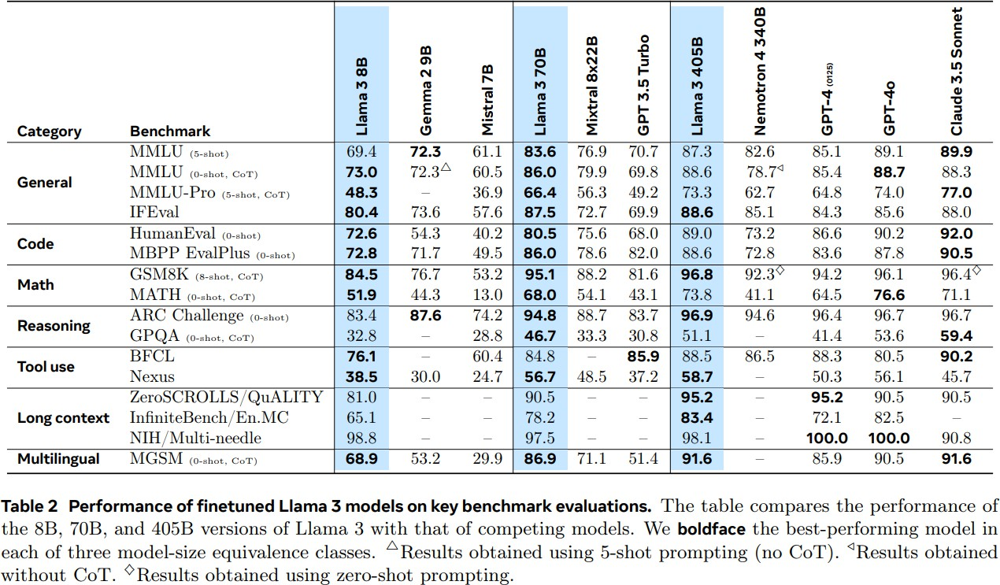 Category Benchmark Llama 3 8B Gemma 2 9B Mistral 7B Llama 3 70B Mixtral 8x22B GPT 3.5 Turbo Llama 3 405B Nemotron 4 340B GPT-4 (0125) GPT-4o Claude 3.5 Sonnet
General
MMLU (5-shot) 69.4 72.3 61.1 83.6 76.9 70.7 87.3 82.6 85.1 89.1 89.9
MMLU (0-shot, CoT) 73.0 72.3△ 60.5 86.0 79.9 69.8 88.6 78.7◁ 85.4 88.7 88.3
MMLU-Pro (5-shot, CoT) 48.3 – 36.9 66.4 56.3 49.2 73.3 62.7 64.8 74.0 77.0
IFEval 80.4 73.6 57.6 87.5 72.7 69.9 88.6 85.1 84.3 85.6 88.0
Code
HumanEval (0-shot) 72.6 54.3 40.2 80.5 75.6 68.0 89.0 73.2 86.6 90.2 92.0
MBPP EvalPlus (0-shot) 72.8 71.7 49.5 86.0 78.6 82.0 88.6 72.8 83.6 87.8 90.5
Math
GSM8K (8-shot, CoT) 84.5 76.7 53.2 95.1 88.2 81.6 96.8 92.3◇ 94.2 96.1 96.4◇
MATH (0-shot, CoT) 51.9 44.3 13.0 68.0 54.1 43.1 73.8 41.1 64.5 76.6 71.1
Reasoning
ARC Challenge (0-shot) 83.4 87.6 74.2 94.8 88.7 83.7 96.9 94.6 96.4 96.7 96.7
GPQA (0-shot, CoT) 32.8 – 28.8 46.7 33.3 30.8 51.1 – 41.4 53.6 59.4
Tool use
BFCL 76.1 – 60.4 84.8 – 85.9 88.5 86.5 88.3 80.5 90.2
Nexus 38.5 30.0 24.7 56.7 48.5 37.2 58.7 – 50.3 56.1 45.7
Long context
ZeroSCROLLS/QuALITY 81.0 – – 90.5 – – 95.2 – 95.2 90.5 90.5
InfiniteBench/En.MC 65.1 – – 78.2 – – 83.4 – 72.1 82.5 –
NIH/Multi-needle 98.8 – – 97.5 – – 98.1 – 100.0 100.0 90.8
Multilingual
MGSM (0-shot, CoT) 68.9 53.2 29.9 86.9 71.1 51.4 91.6 – 85.9 90.5 91.6
Table 2 Performance of finetuned Llama 3 models on key benchmark evaluations. The table compares the performance of
the 8B, 70B, and 405B versions of Llama 3 with that of competing models. We boldface the best-performing model in
each of three model-size equivalence classes. △Results obtained using 5-shot prompting (no CoT). ◁Results obtained
without CoT. ◇Results obtained using zero-shot prompting.